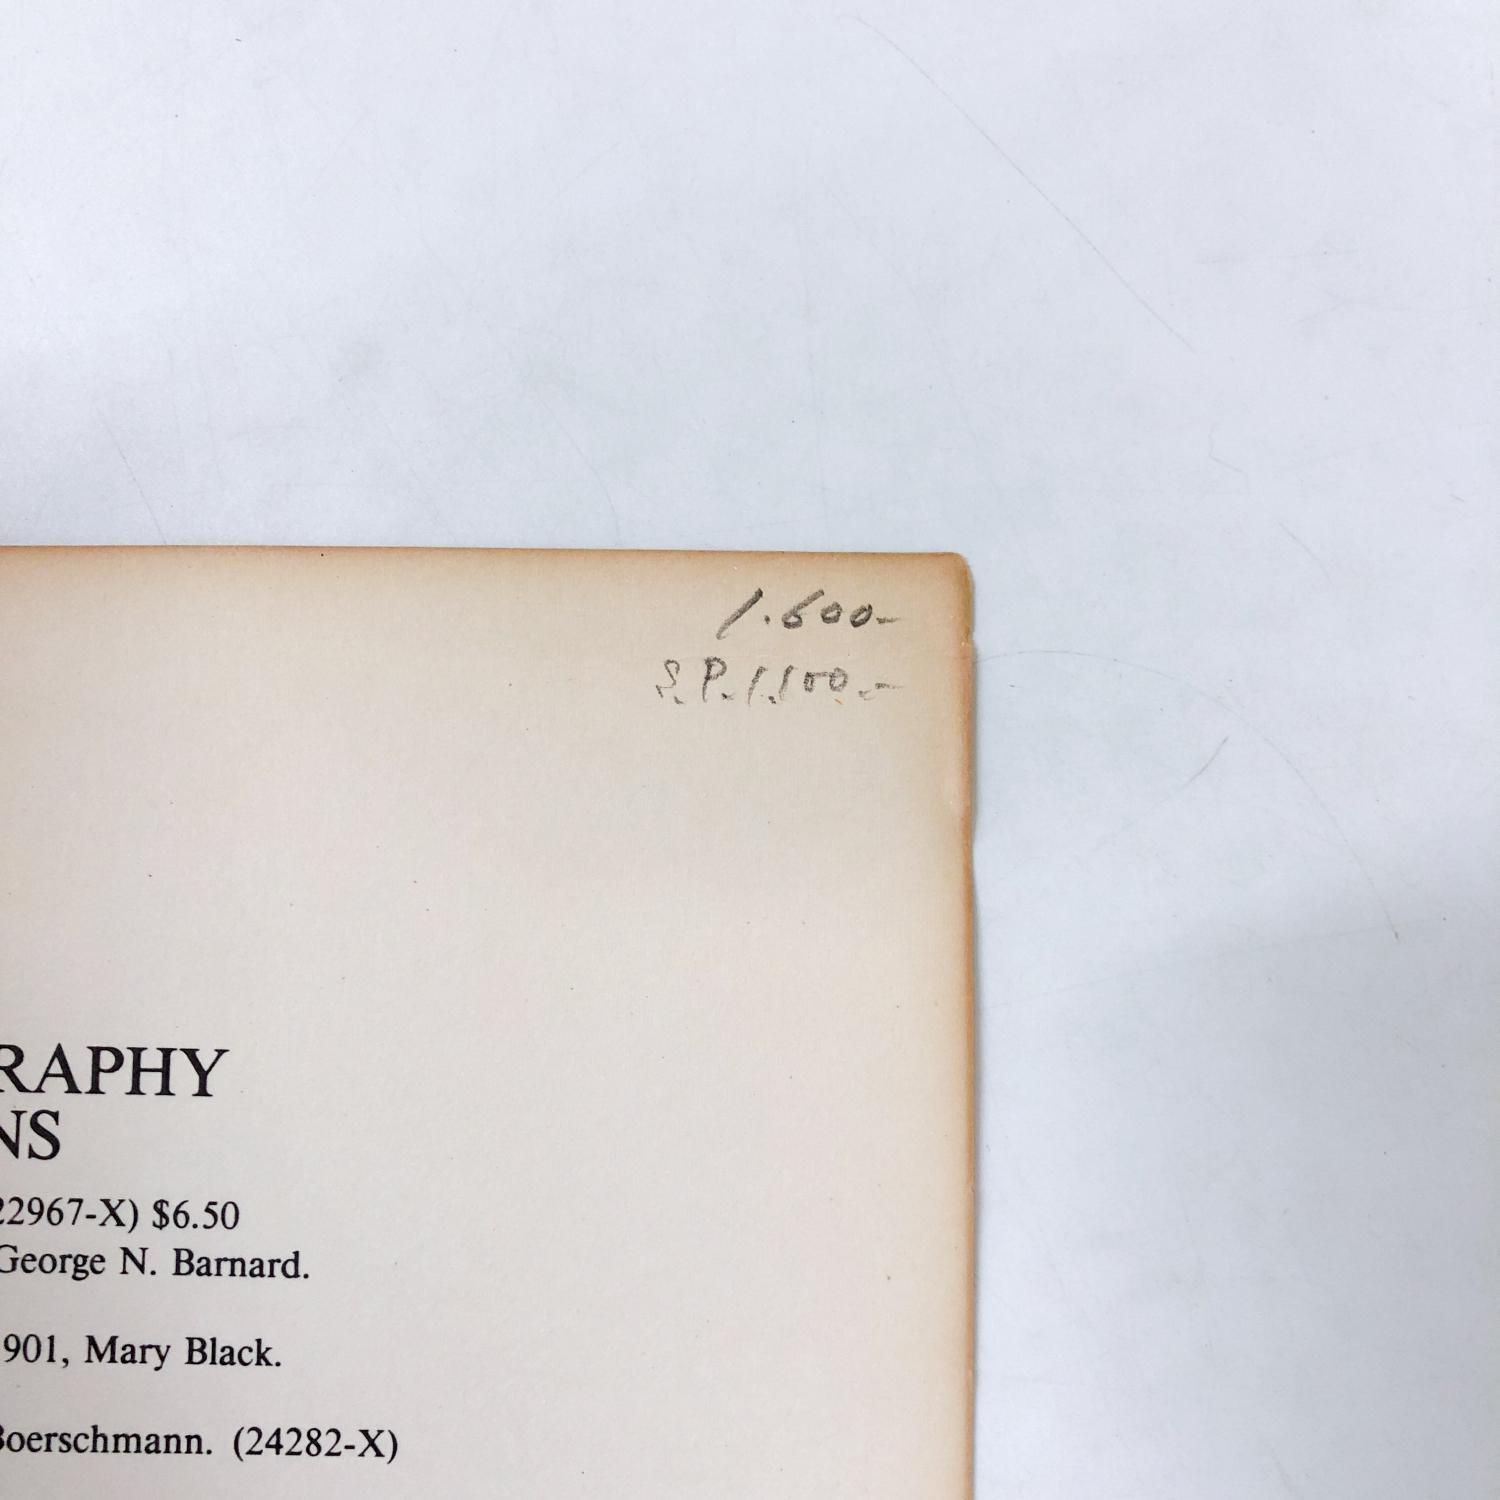 1.600-
S.P.1.100.-
RAPHY
NS
22967-X) $6.50
George N. Barnard.
901, Mary Black.
Boerschmann. (24282-X)